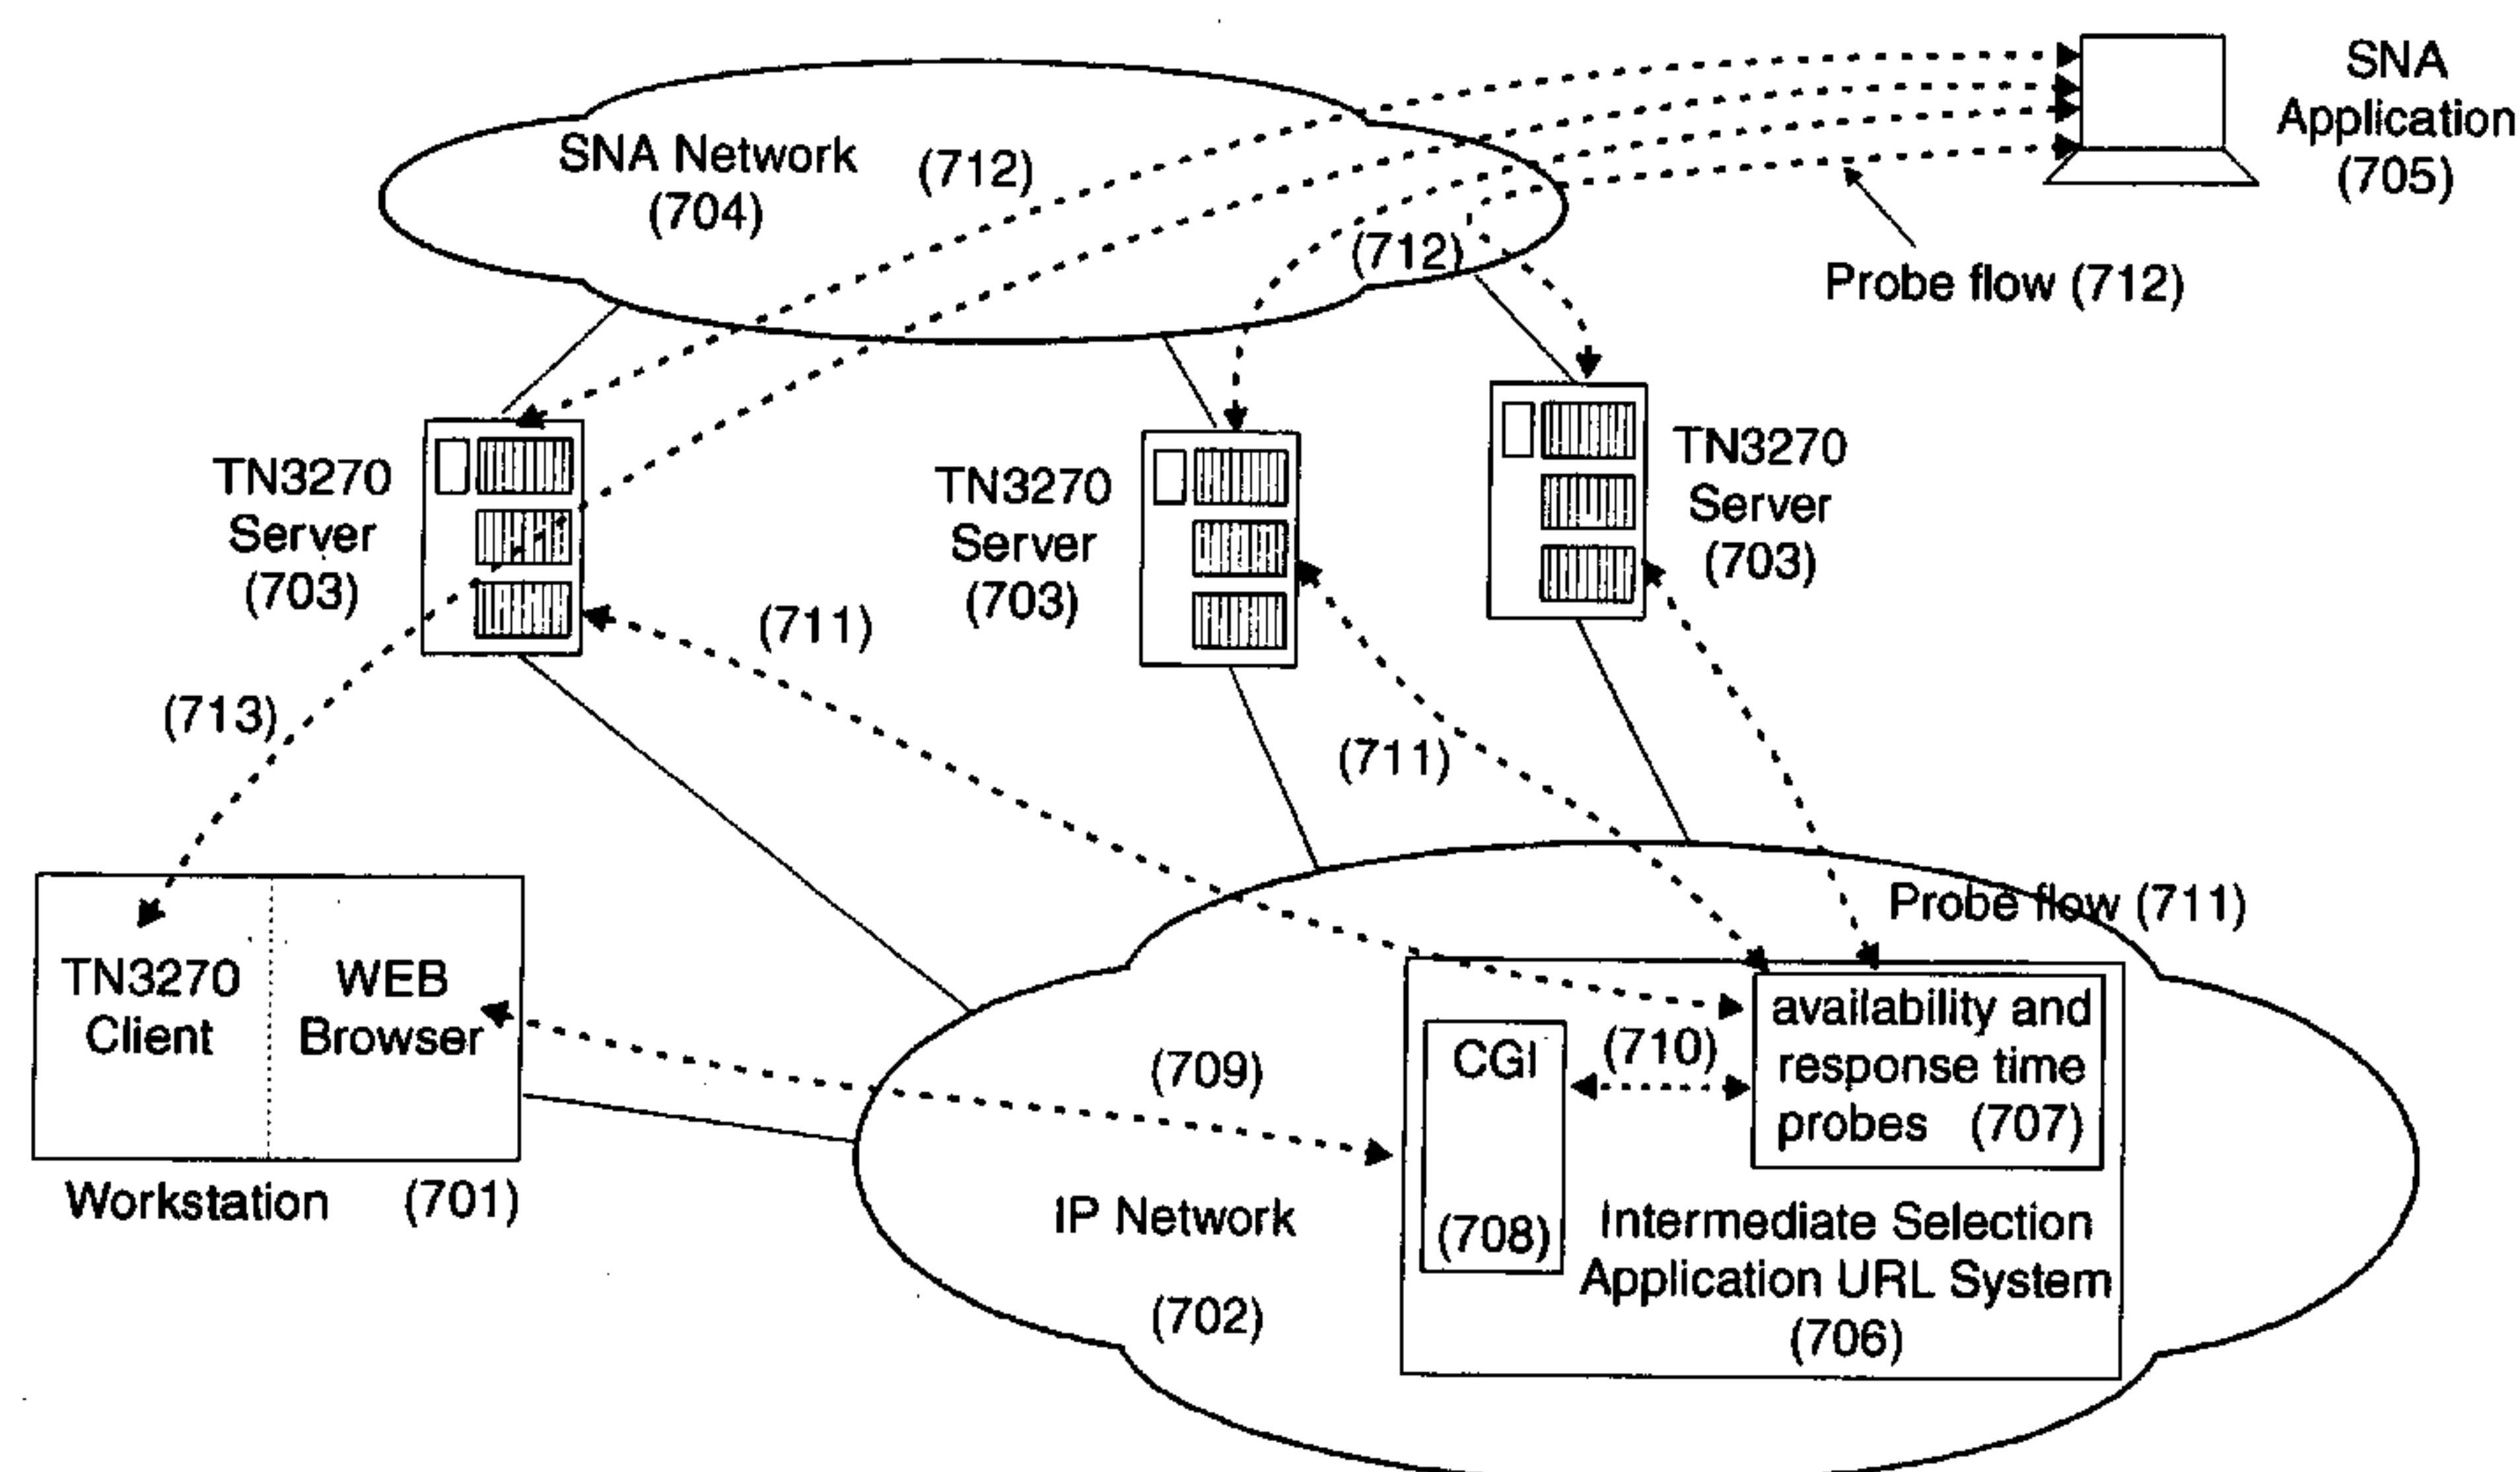 SNA
Application
(705)
SNA Network
(704)
(712)
(712)
Probe flow (712)
TN3270
Server
(703)
TN3270
Server
(703)
TN3270
Server
(703)
(711)
(713)
(711)
Probe flow (711)
TN3270
Client
WEB
Browser
Workstation (701)
(709)
IP Network
(702)
CGI
(708)
(710)
availability and
response time
probes (707)
Intermediate Selection
Application URL System
(706)